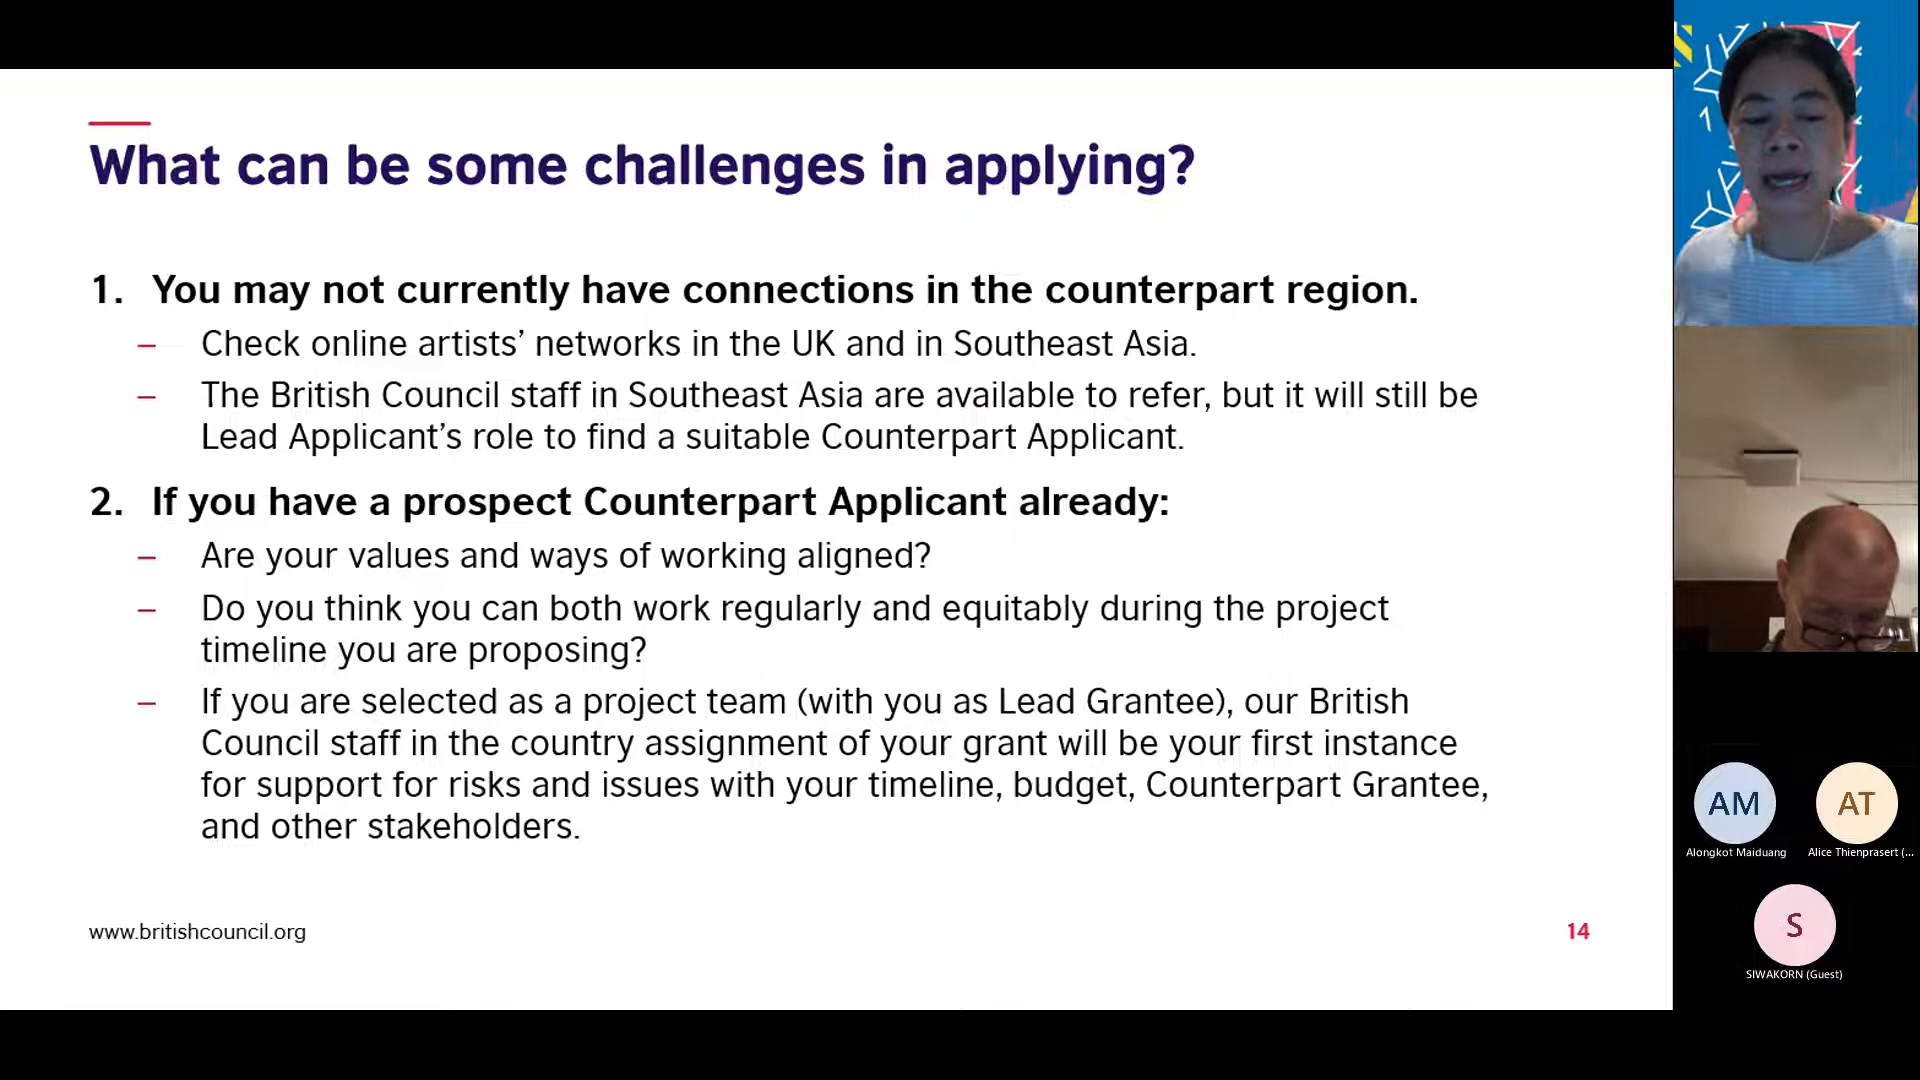 What can be some challenges in applying?
1. You may not currently have connections in the counterpart region.
– Check online artists’ networks in the UK and in Southeast Asia.
– The British Council staff in Southeast Asia are available to refer, but it will still be
Lead Applicant’s role to find a suitable Counterpart Applicant.
2. If you have a prospect Counterpart Applicant already:
– Are your values and ways of working aligned?
– Do you think you can both work regularly and equitably during the project
timeline you are proposing?
– If you are selected as a project team (with you as Lead Grantee), our British
Council staff in the country assignment of your grant will be your first instance
for support for risks and issues with your timeline, budget, Counterpart Grantee,
and other stakeholders.
www.britishcouncil.org
14
AM
Alongkot Maiduang
AT
Alice Thienprasert (...
S
SIWAKORN (Guest)